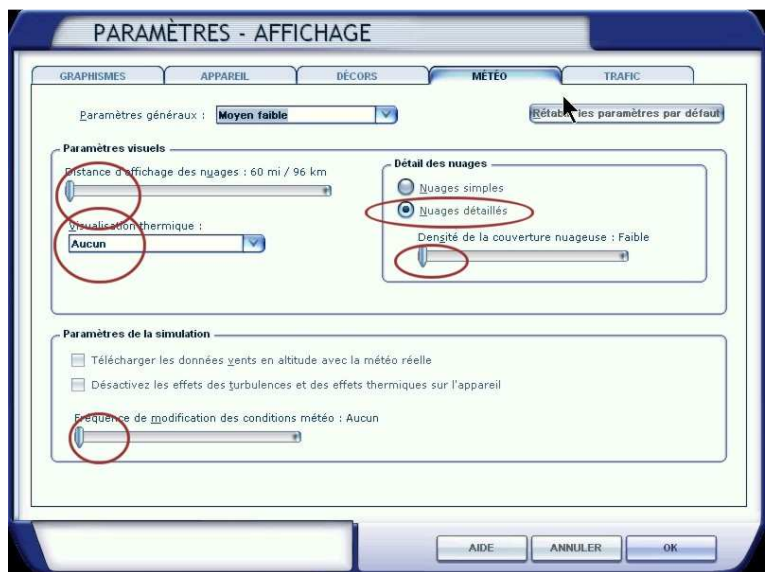 PARAMÈTRES - AFFICHAGE
GRAPHISMES APPAREIL DÉCORS MÉTÉO TRAFIC
Paramètres généraux : Moyen faible
Rétablir les paramètres par défaut
Paramètres visuels
Distance d'affichage des nuages : 60 mi / 96 km
Visualisation thermique :
Aucun
Détail des nuages
Nuages simples
Nuages détaillés
Densité de la couverture nuageuse : Faible
Paramètres de la simulation
Télécharger les données vents en altitude avec la météo réelle
Désactivez les effets des turbulences et des effets thermiques sur l'appareil
Fréquence de modification des conditions météo : Aucun
AIDE ANNULER OK